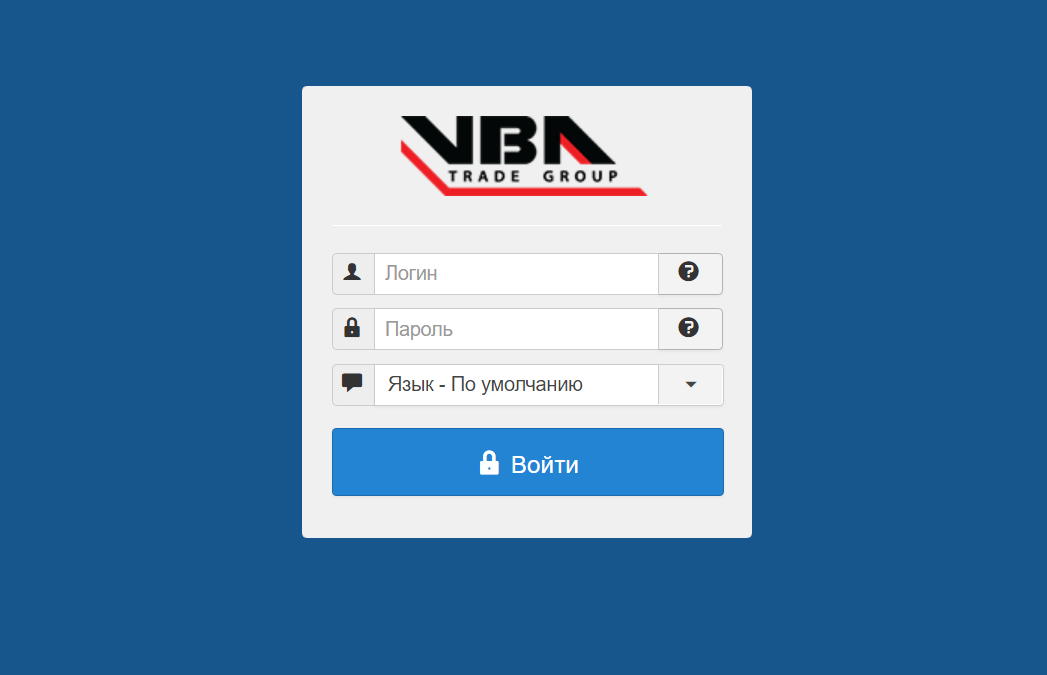 VBA
TRADE GROUP
Логин
Пароль
Язык - По умолчанию
Войти